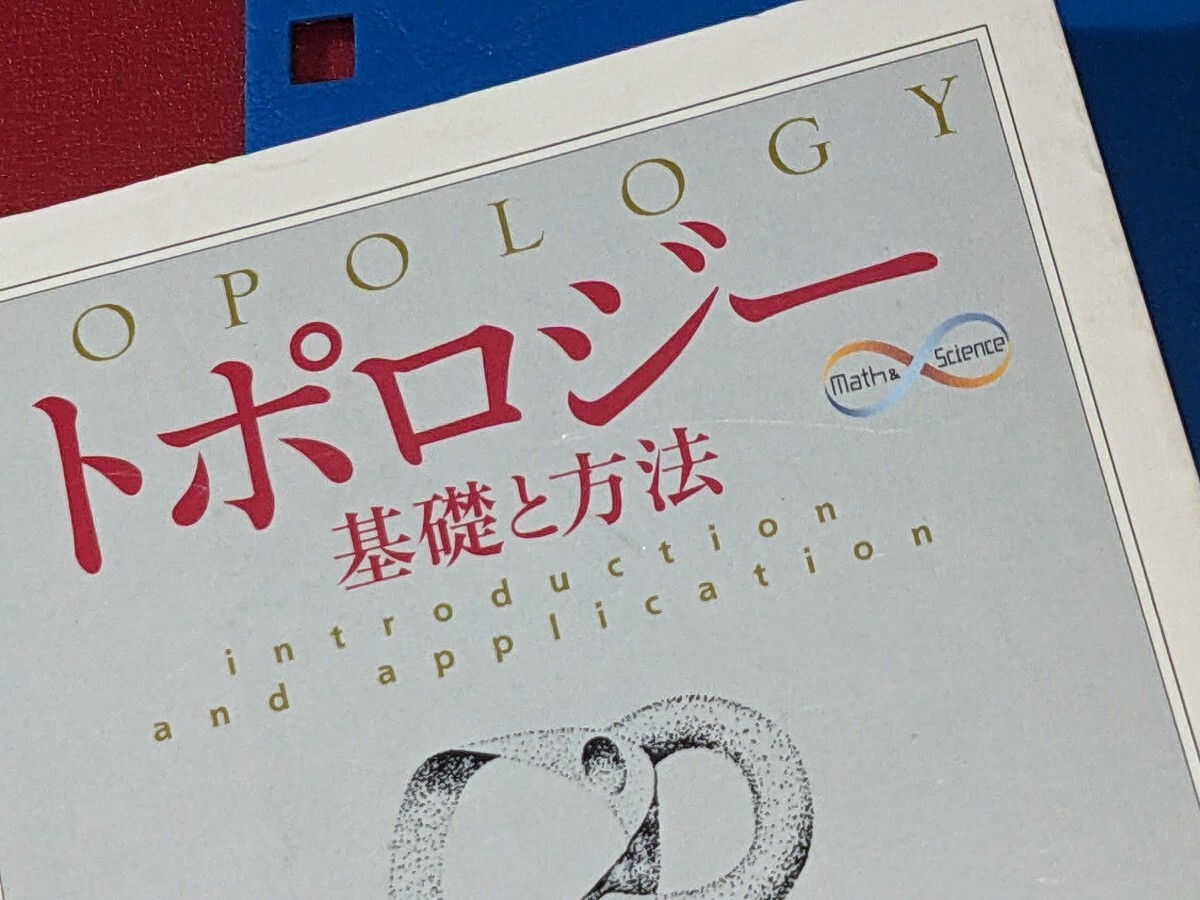 OPOLOGY
トポロジー
Math & Science
基礎と方法
introduction
and application